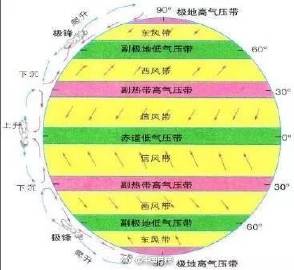 90° 极地高气压带
爬升
极锋
东风带
副极地低气压带
60°
下沉
西风带
副热带高气压带
30°
信风带
上升
赤道低气压带
0°
信风带
下沉
副热带高气压带
30°
西风带
副极地低气压带
60°
极锋
东风带
爬升
90° 极地高气压带